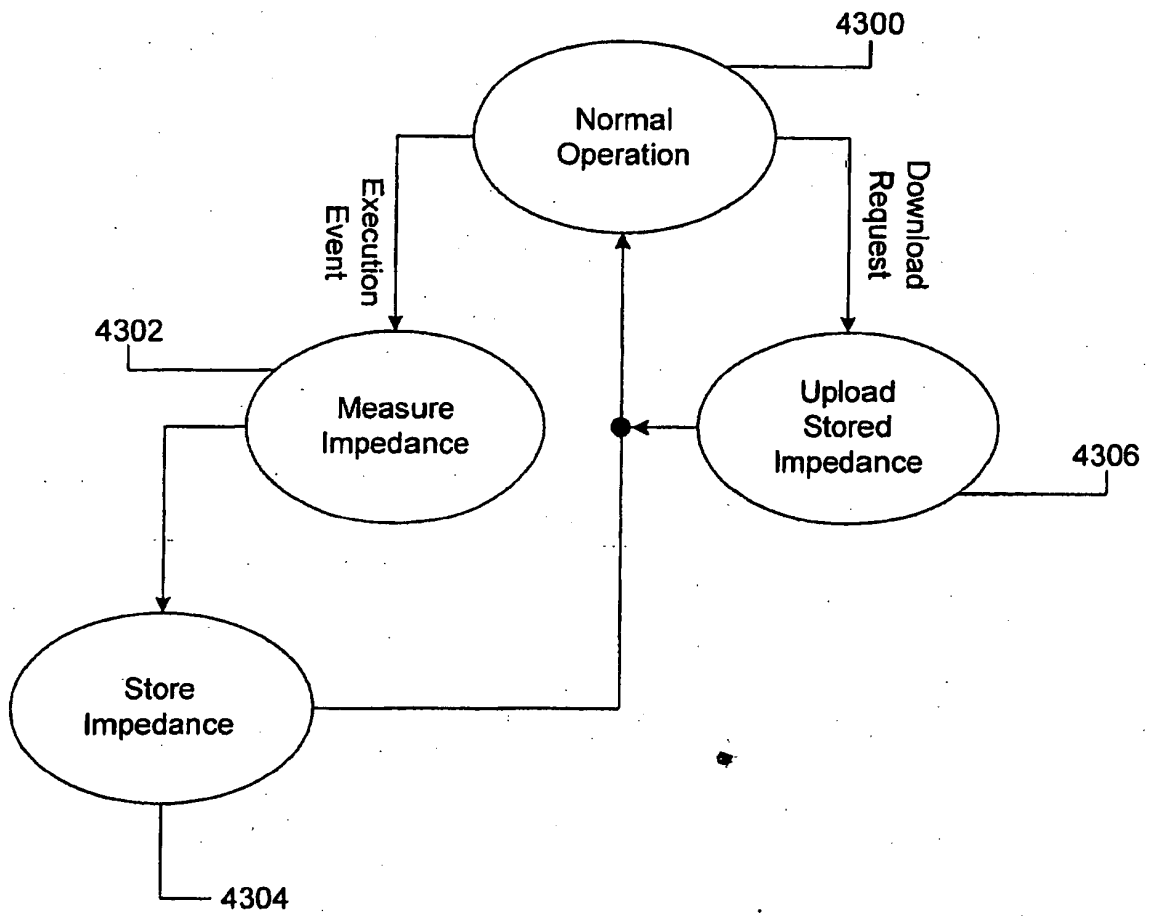 4300
Normal
Operation
Execution
Event
Download
Request
4302
Measure
Impedance
Upload
Stored
Impedance
4306
Store
Impedance
4304